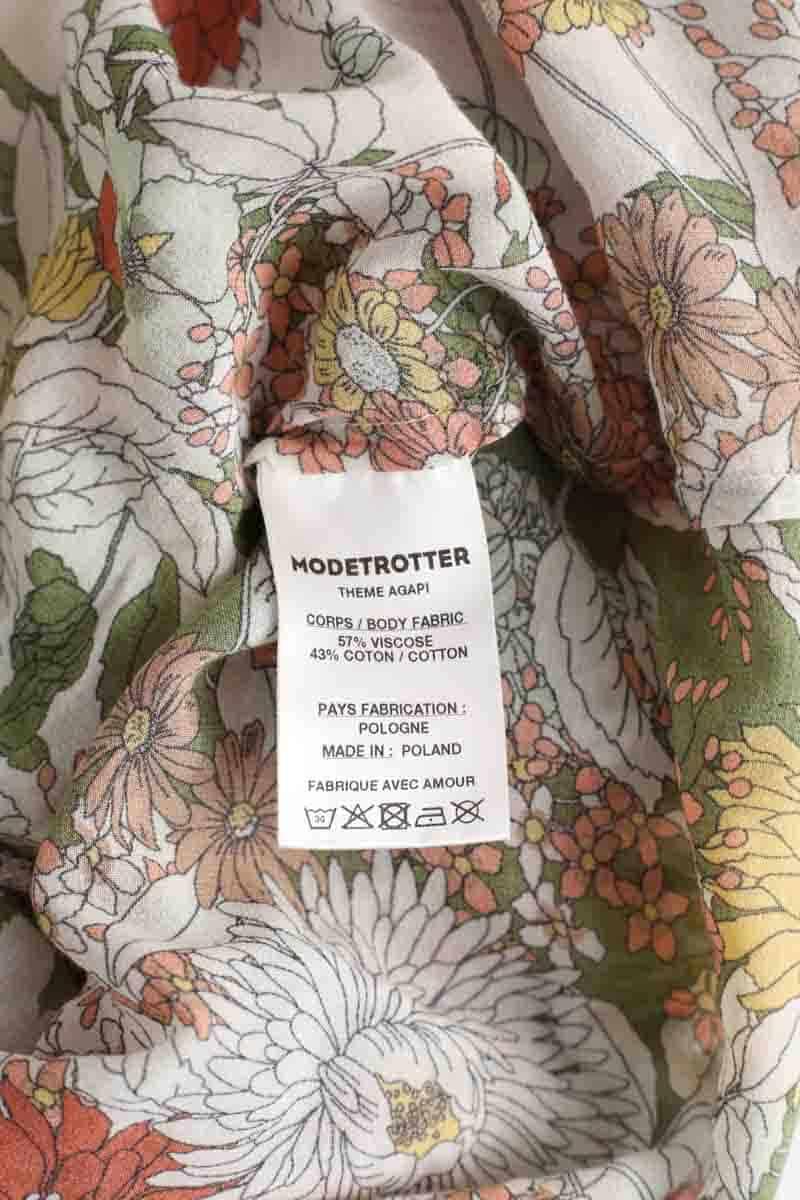 MODETROTTER
THEME AGAPI
CORPS / BODY FABRIC
57% VISCOSE
43% COTON / COTTON
PAYS FABRICATION :
POLOGNE
MADE IN : POLAND
FABRIQUE AVEC AMOUR
30